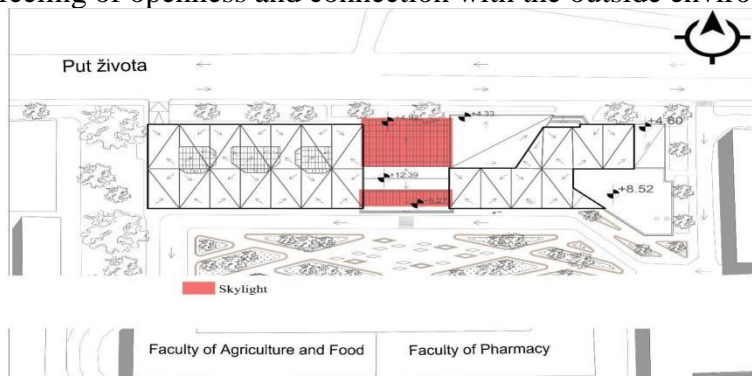 feeling of openness and connection with the outside enviro
Put života
+4.33
+4.60
+12.39
+8.52
Skylight
Faculty of Agriculture and Food
Faculty of Pharmacy